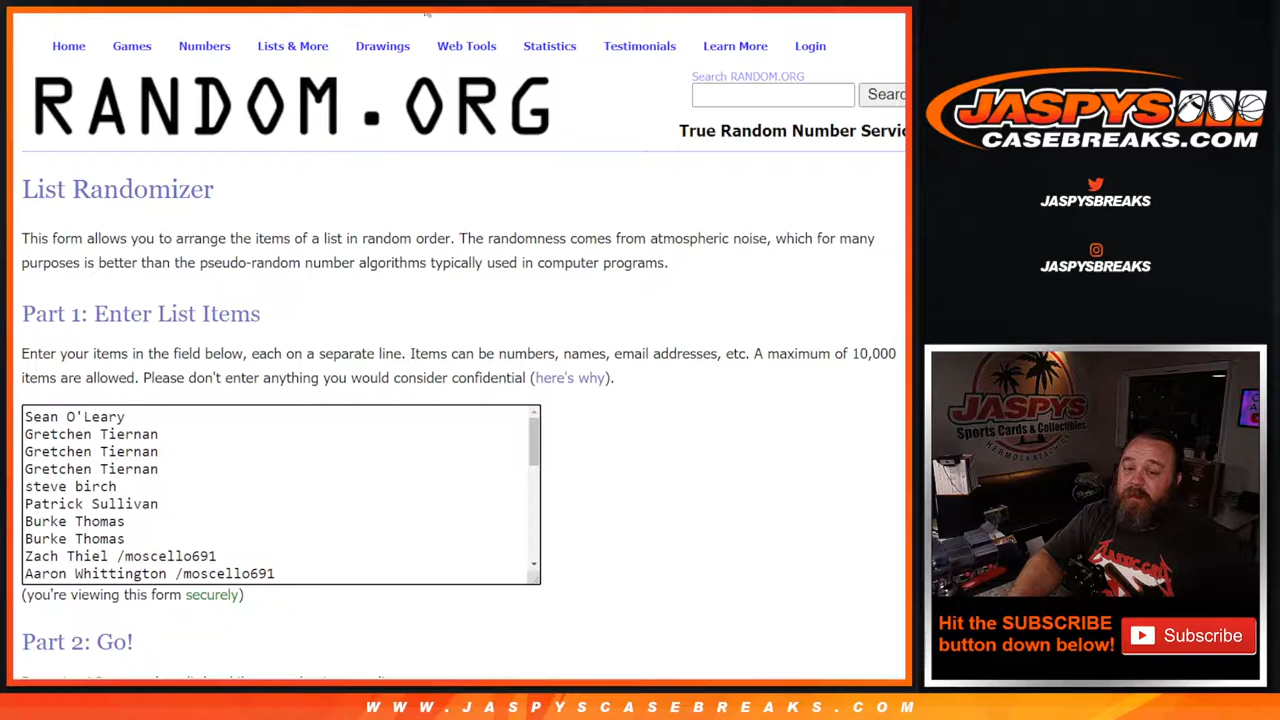 Home Games Numbers Lists & More Drawings Web Tools Statistics Testimonials Learn More Login
RANDOM.ORG
Search RANDOM.ORG
Searc
True Random Number Servic
List Randomizer
This form allows you to arrange the items of a list in random order. The randomness comes from atmospheric noise, which for many
purposes is better than the pseudo-random number algorithms typically used in computer programs.
Part 1: Enter List Items
Enter your items in the field below, each on a separate line. Items can be numbers, names, email addresses, etc. A maximum of 10,000
items are allowed. Please don't enter anything you would consider confidential (here's why).
Sean O'Leary
Gretchen Tiernan
Gretchen Tiernan
Gretchen Tiernan
steve birch
Patrick Sullivan
Burke Thomas
Burke Thomas
Zach Thiel /moscello691
Aaron Whittington /moscello691
(you're viewing this form securely)
Part 2: Go!
JASPYS
CASEBREAKS.COM
JASPYSBREAKS
JASPYSBREAKS
JASPYS
Sports Cards & Collectibles
HERMOSA BEACH
Hit the SUBSCRIBE
button down below!
Subscribe
WWW.JASPYSCASEBREAKS.COM